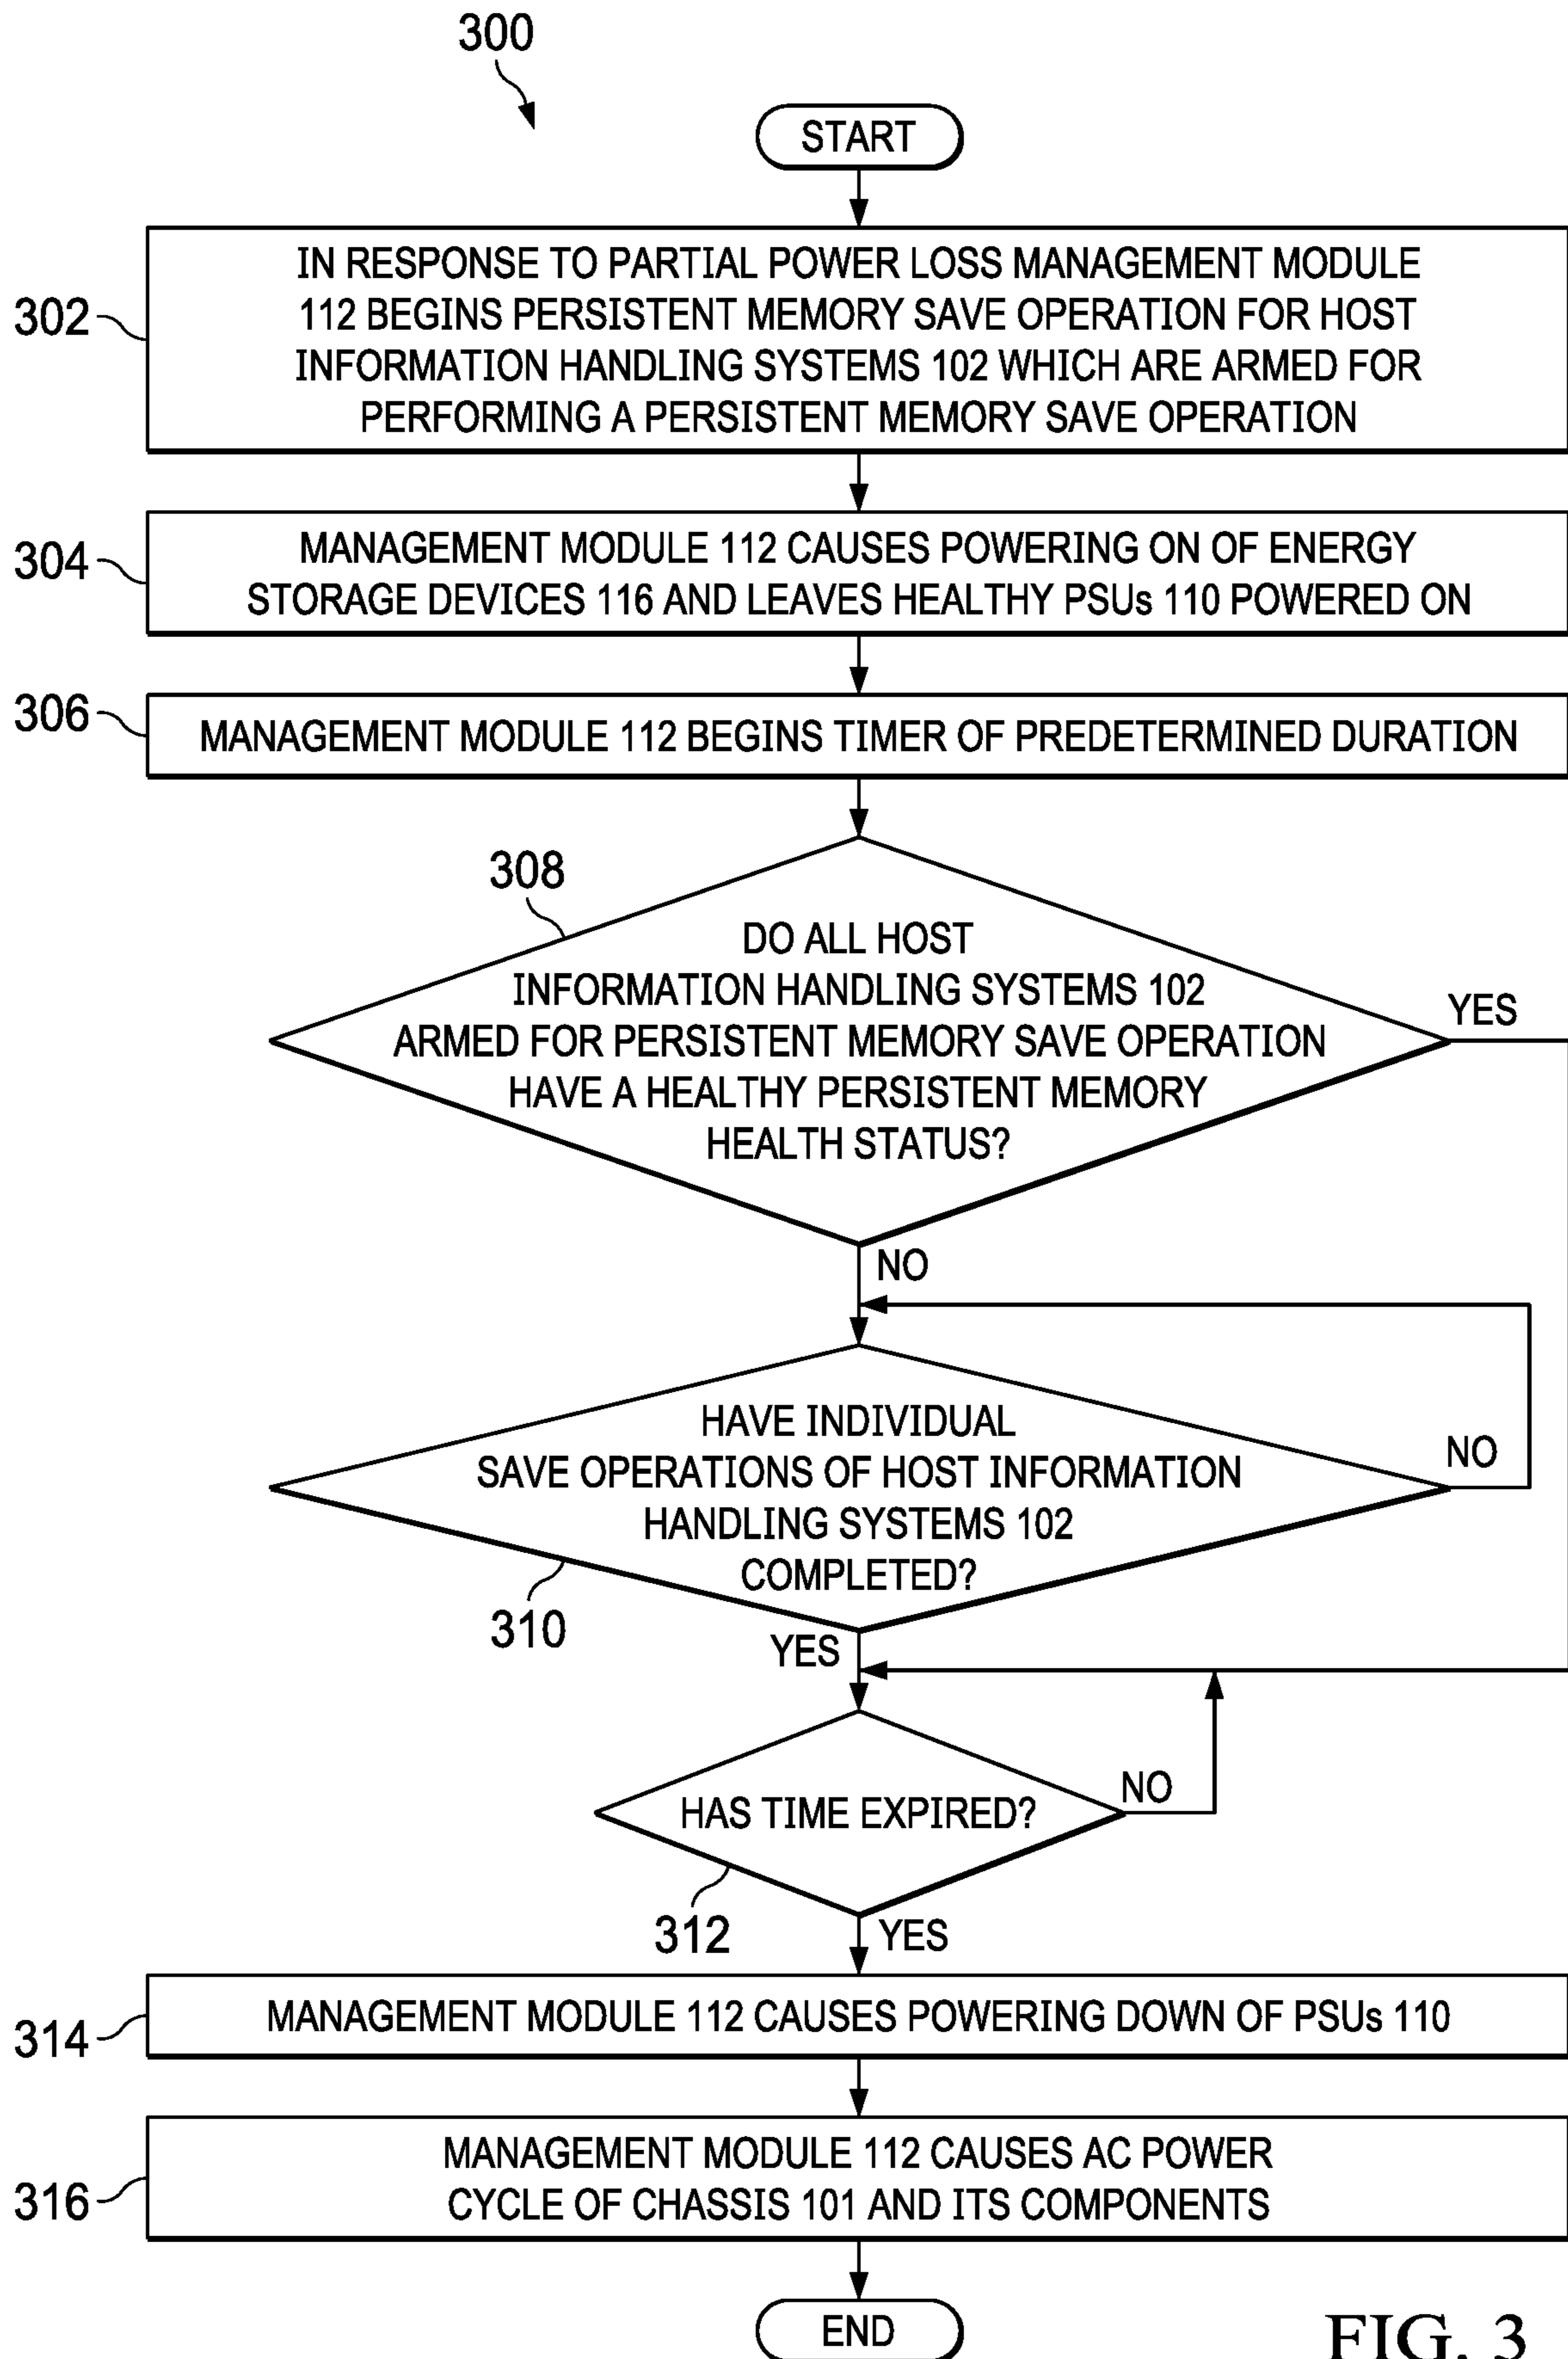 300
START
302
IN RESPONSE TO PARTIAL POWER LOSS MANAGEMENT MODULE
112 BEGINS PERSISTENT MEMORY SAVE OPERATION FOR HOST
INFORMATION HANDLING SYSTEMS 102 WHICH ARE ARMED FOR
PERFORMING A PERSISTENT MEMORY SAVE OPERATION
304
MANAGEMENT MODULE 112 CAUSES POWERING ON OF ENERGY
STORAGE DEVICES 116 AND LEAVES HEALTHY PSUs 110 POWERED ON
306
MANAGEMENT MODULE 112 BEGINS TIMER OF PREDETERMINED DURATION
308
DO ALL HOST
INFORMATION HANDLING SYSTEMS 102
ARMED FOR PERSISTENT MEMORY SAVE OPERATION
HAVE A HEALTHY PERSISTENT MEMORY
HEALTH STATUS?
YES
NO
HAVE INDIVIDUAL
SAVE OPERATIONS OF HOST INFORMATION
HANDLING SYSTEMS 102
COMPLETED?
NO
310
YES
HAS TIME EXPIRED?
NO
312
YES
314
MANAGEMENT MODULE 112 CAUSES POWERING DOWN OF PSUs 110
316
MANAGEMENT MODULE 112 CAUSES AC POWER
CYCLE OF CHASSIS 101 AND ITS COMPONENTS
END
FIG. 3